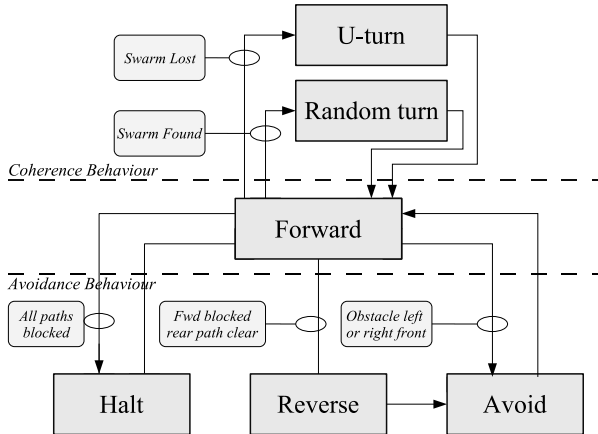 U-turn
Swarm Lost
Random turn
Swarm Found
Coherence Behaviour
Forward
Avoidance Behaviour
All paths
blocked
Fwd blocked
rear path clear
Obstacle left
or right front
Halt
Reverse
Avoid